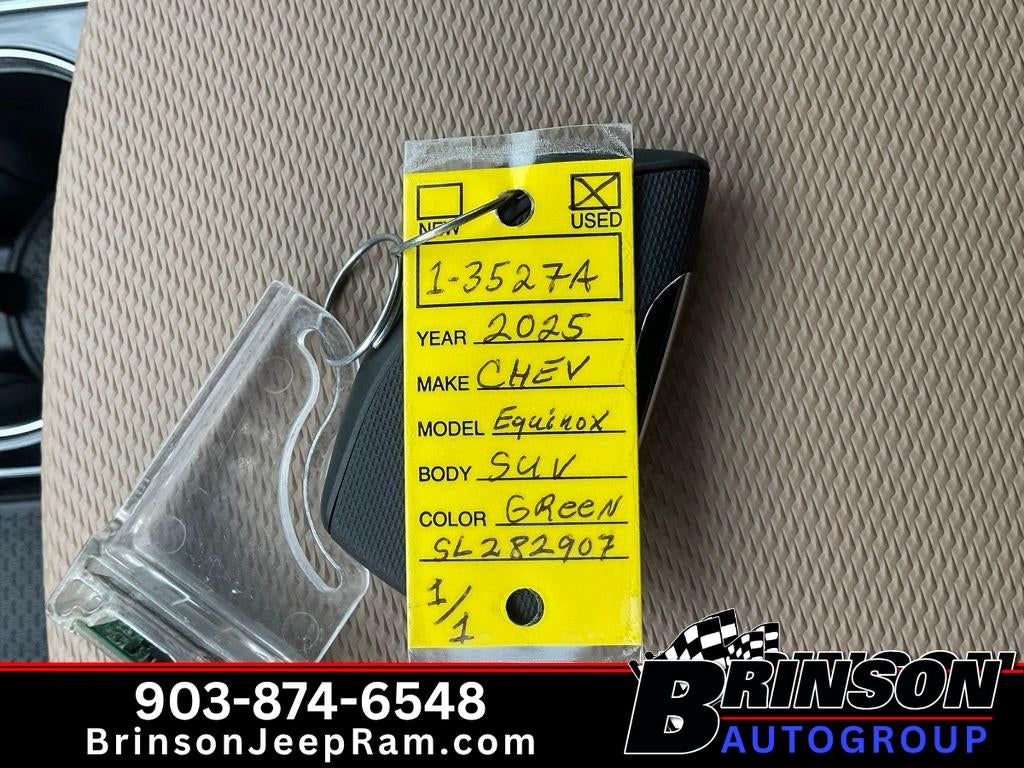 NEW USED
1-3527A
YEAR 2025
MAKE CHEV
MODEL Equinox
BODY SUV
COLOR GREEN
SL282907
1/1
903-874-6548
BrinsonJeepRam.com
BRINSON
AUTOGROUP